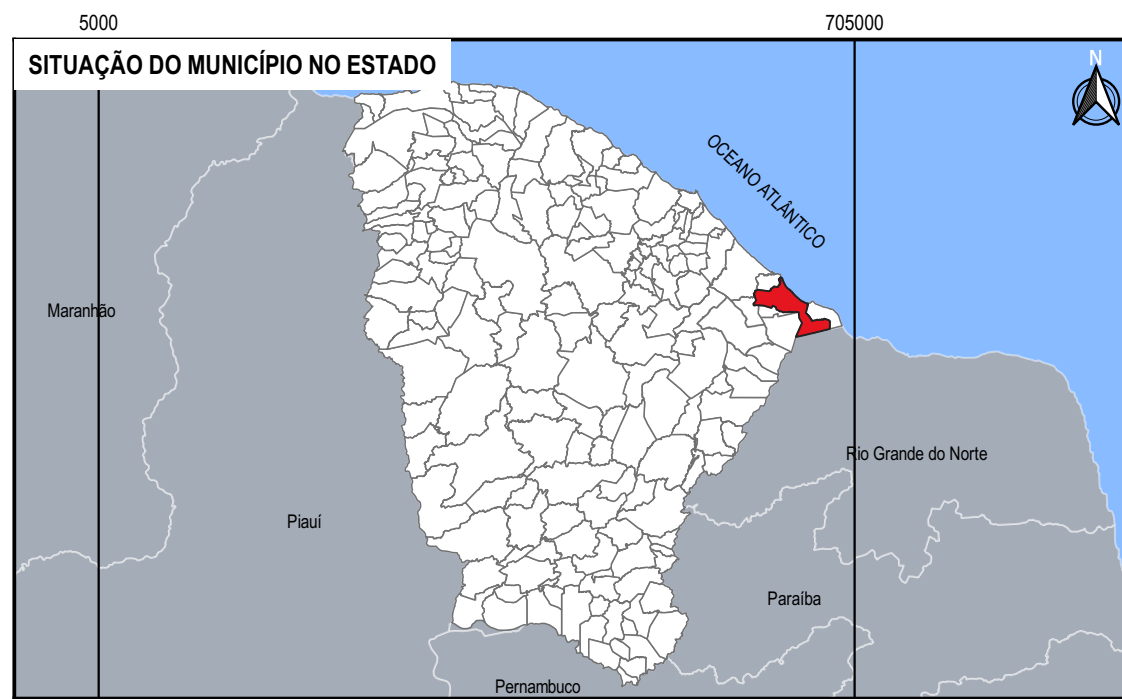 5000
705000
SITUAÇÃO DO MUNICÍPIO NO ESTADO
N
OCEANO ATLÂNTICO
Maranhão
Rio Grande do Norte
Piauí
Paraíba
Pernambuco